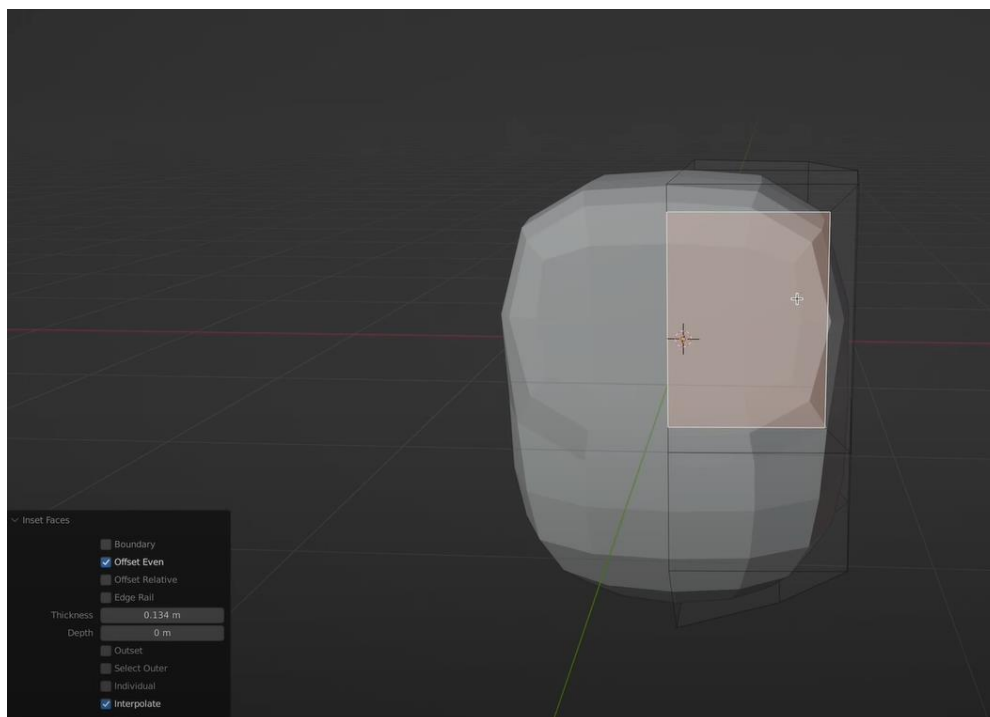 Inset Faces
Boundary
Offset Even
Offset Relative
Edge Rail
Thickness 0.134 m
Depth 0 m
Outset
Select Outer
Individual
Interpolate